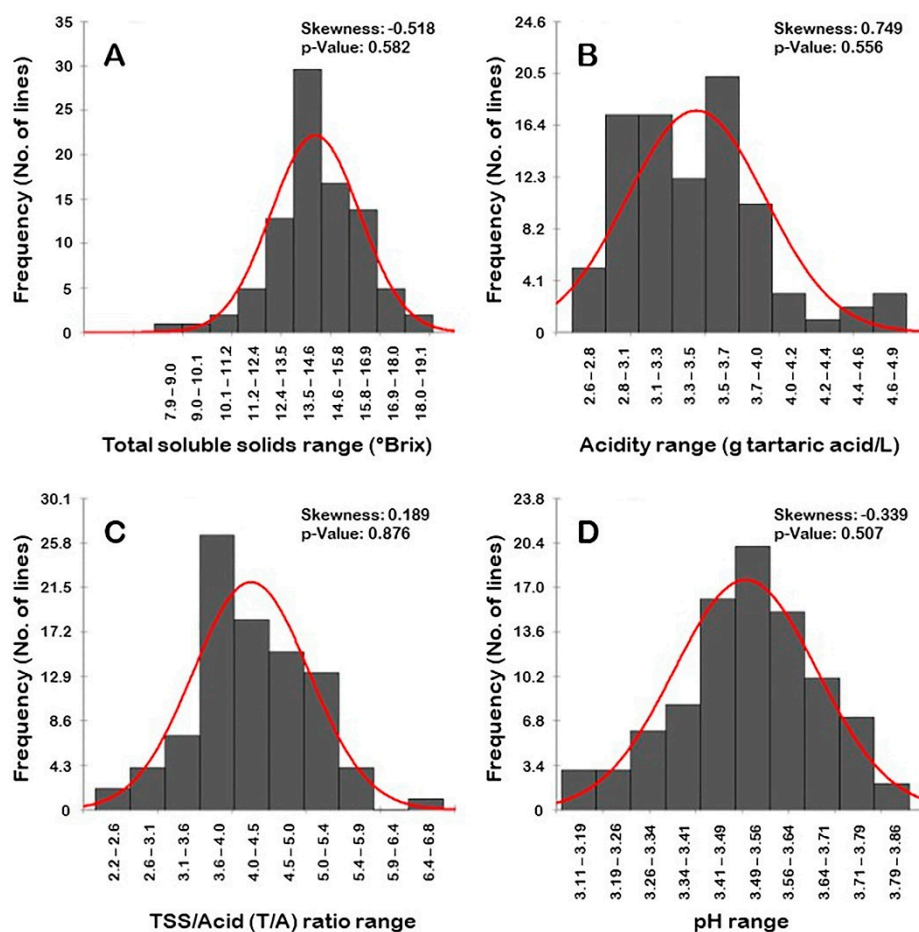 A
Skewness: -0.518
p-Value: 0.582
Frequency (No. of lines)
35
30
25
20
15
10
5
0
7.9 – 9.0
9.0 – 10.1
10.1 – 11.2
11.2 – 12.4
12.4 – 13.5
13.5 – 14.6
14.6 – 15.8
15.8 – 16.9
16.9 – 18.0
18.0 – 19.1
Total soluble solids range (°Brix)
B
Skewness: 0.749
p-Value: 0.556
Frequency (No. of lines)
24.6
20.5
16.4
12.3
8.2
4.1
0
2.6 – 2.8
2.8 – 3.1
3.1 – 3.3
3.3 – 3.5
3.5 – 3.7
3.7 – 4.0
4.0 – 4.2
4.2 – 4.4
4.4 – 4.6
4.6 – 4.9
Acidity range (g tartaric acid/L)
C
Skewness: 0.189
p-Value: 0.876
Frequency (No. of lines)
30.1
25.8
21.5
17.2
12.9
8.6
4.3
0
2.2 – 2.6
2.6 – 3.1
3.1 – 3.6
3.6 – 4.0
4.0 – 4.5
4.5 – 5.0
5.0 – 5.4
5.4 – 5.9
5.9 – 6.4
6.4 – 6.8
TSS/Acid (T/A) ratio range
D
Skewness: -0.339
p-Value: 0.507
Frequency (No. of lines)
23.8
20.4
17.0
13.6
10.2
6.8
3.4
0
3.11 – 3.19
3.19 – 3.26
3.26 – 3.34
3.34 – 3.41
3.41 – 3.49
3.49 – 3.56
3.56 – 3.64
3.64 – 3.71
3.71 – 3.79
3.79 – 3.86
pH range